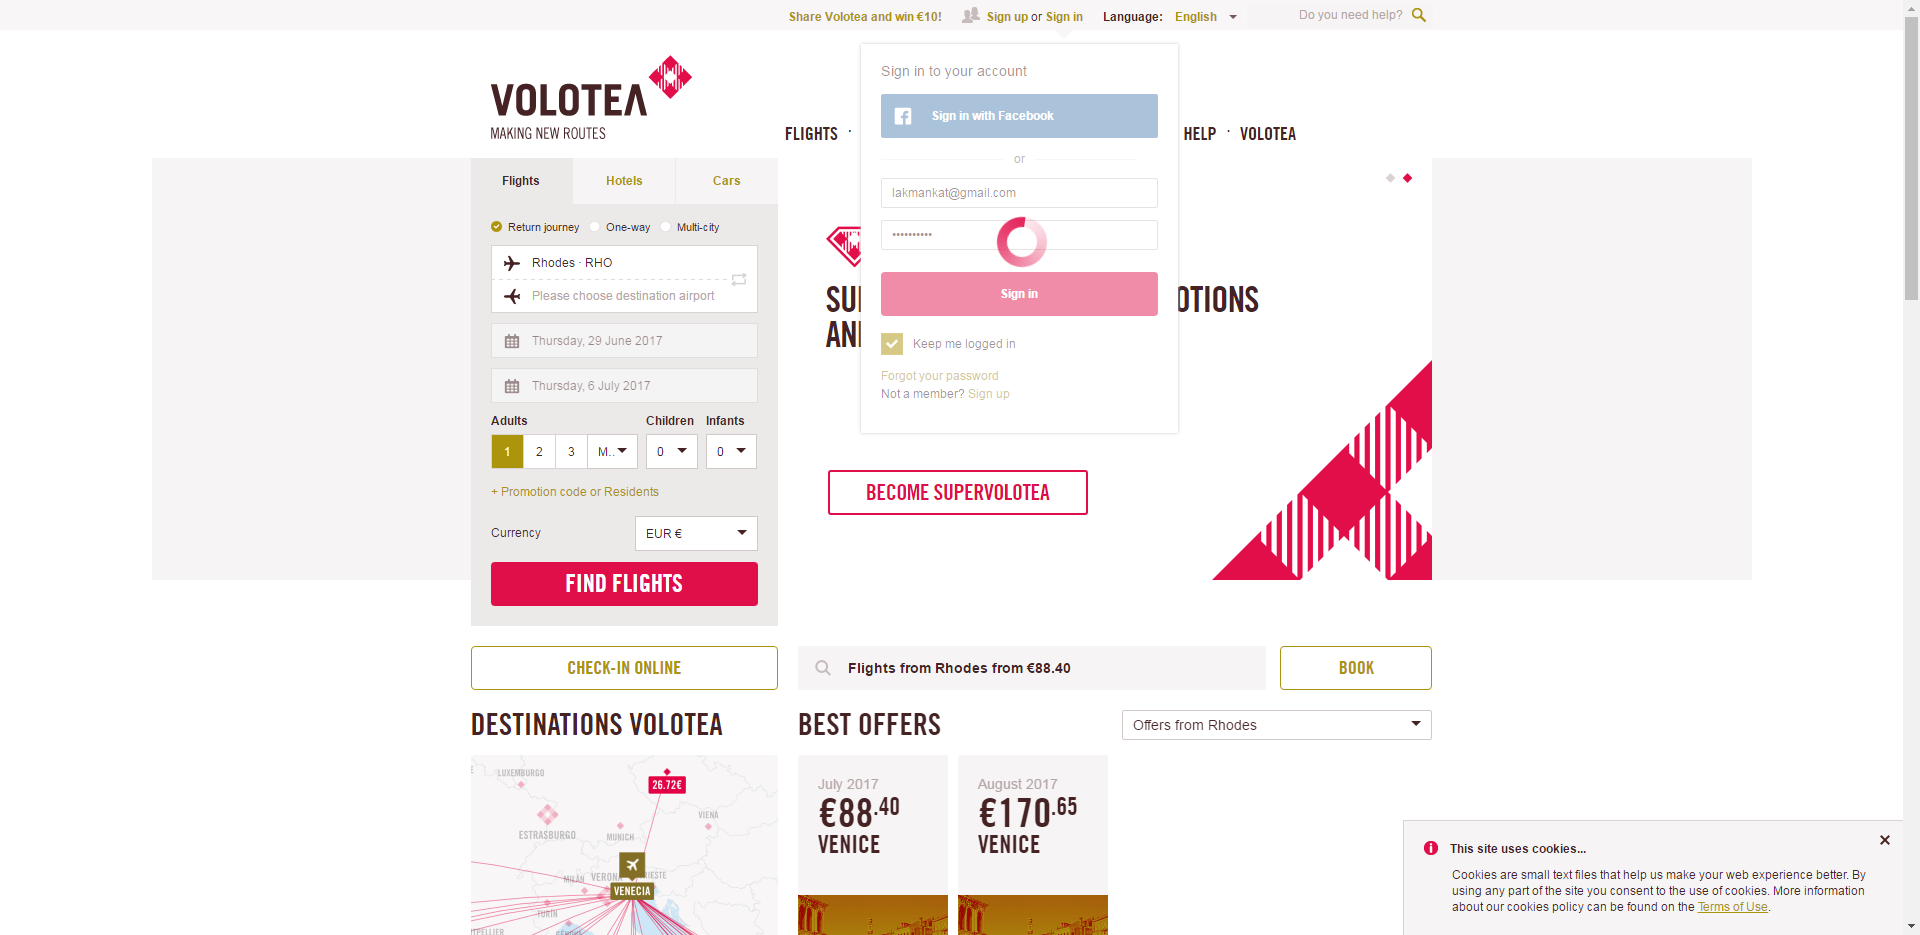 Share Volotea and win €10!
Sign up or Sign in
Language: English
Do you need help?
VOLOTEA
MAKING NEW ROUTES
FLIGHTS ·
HELP · VOLOTEA
Sign in to your account
Sign in with Facebook
or
lakmankat@gmail.com
Sign in
Keep me logged in
Forgot your password
Not a member? Sign up
Flights
Hotels
Cars
Return journey
One-way
Multi-city
Rhodes · RHO
Please choose destination airport
Thursday, 29 June 2017
Thursday, 6 July 2017
Adults
Children
Infants
1 2 3 M.. 0 0
+ Promotion code or Residents
Currency
EUR €
FIND FLIGHTS
OTIONS
BECOME SUPERVOLOTEA
CHECK-IN ONLINE
Flights from Rhodes from €88.40
BOOK
DESTINATIONS VOLOTEA
BEST OFFERS
Offers from Rhodes
LUXEMBURGO
26.72€
ESTRASBURGO
MUNICH
VIENA
MILÁN
VERONA
RIESTE
VENECIA
TURÍN
July 2017
€88.40
VENICE
August 2017
€170.65
VENICE
This site uses cookies...
Cookies are small text files that help us make your web experience better. By
using any part of the site you consent to the use of cookies. More information
about our cookies policy can be found on the Terms of Use.